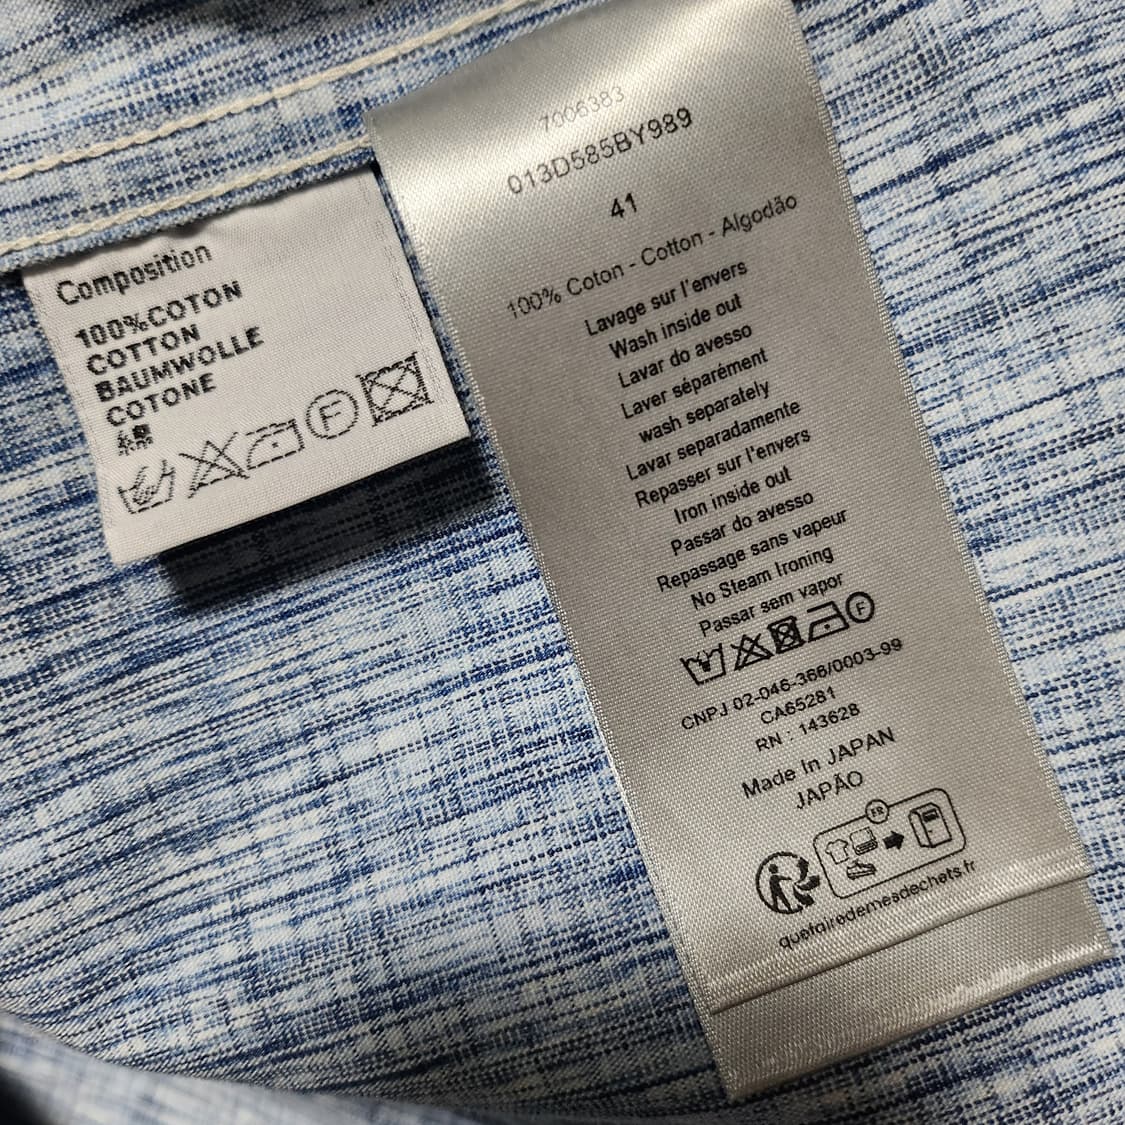 Composition
100%COTON
COTTON
BAUMWOLLE
COTONE
綿
F
7006383
013D585BY989
41
100% Coton - Cotton - Algodão
Lavage sur l'envers
Wash inside out
Lavar do avesso
Laver séparément
wash separately
Lavar separadamente
Repasser sur l'envers
Iron inside out
Passar do avesso
Repassage sans vapeur
No Steam Ironing
Passar sem vapor
F
CNPJ 02-046-366/0003-99
CA65281
RN : 143628
Made In JAPAN
JAPÃO
FR
quefairedemesdechets.fr